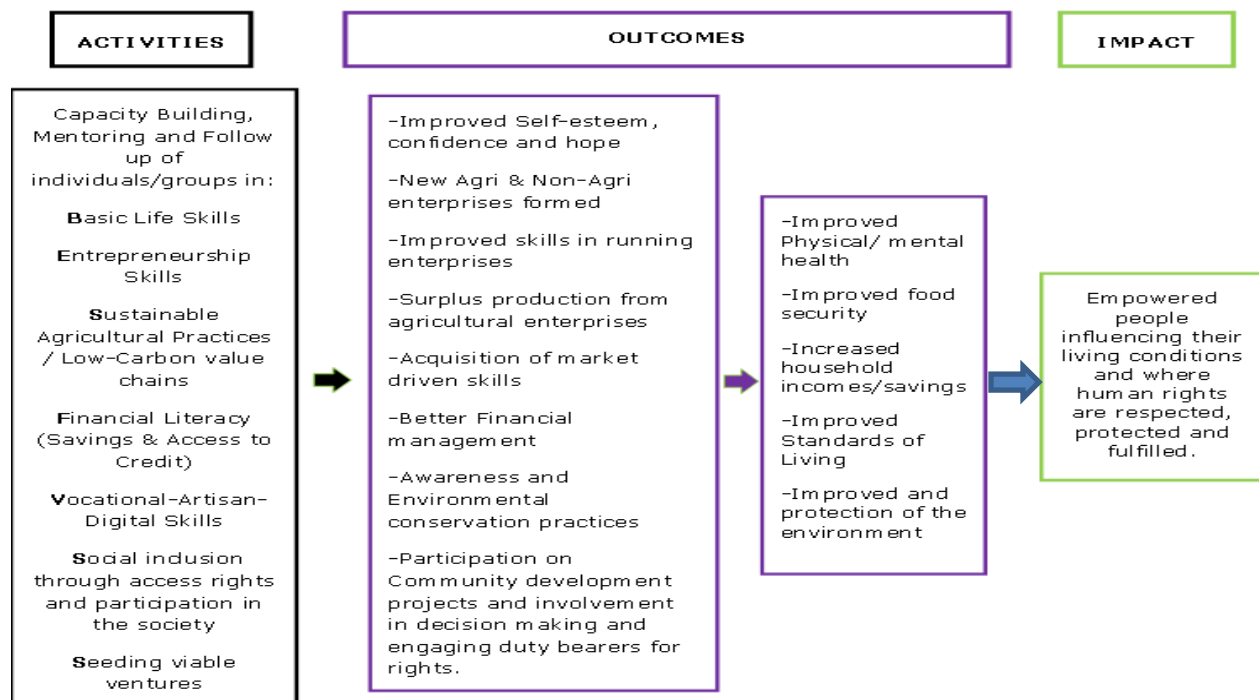 ACTIVITIES
OUTCOMES
IMPACT
Capacity Building,
Mentoring and Follow
up of
individuals/groups in:
Basic Life Skills
Entrepreneurship
Skills
Sustainable
Agricultural Practices
/ Low-Carbon value
chains
Financial Literacy
(Savings & Access to
Credit)
Vocational-Artisan-
Digital Skills
Social inclusion
through access rights
and participation in
the society
Seeding viable
ventures
-Improved Self-esteem,
confidence and hope
-New Agri & Non-Agri
enterprises formed
-Improved skills in running
enterprises
-Surplus production from
agricultural enterprises
-Acquisition of market
driven skills
-Better Financial
management
-Awareness and
Environmental
conservation practices
-Participation on
Community development
projects and involvement
in decision making and
engaging duty bearers for
rights.
-Improved
Physical/ mental
health
-Improved food
security
-Increased
household
incomes/savings
-Improved
Standards of
Living
-Improved and
protection of the
environment
Empowered
people
influencing their
living conditions
and where
human rights
are respected,
protected and
fulfilled.